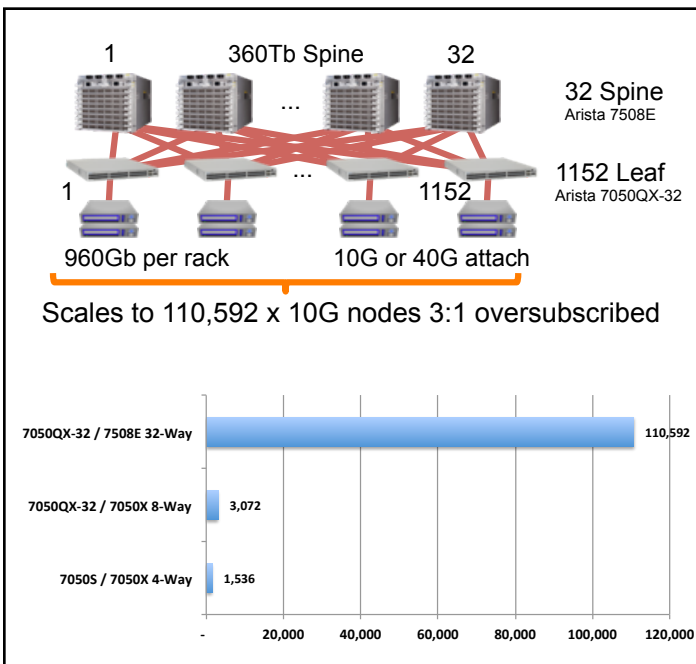 1 360Tb Spine 32
... 32 Spine
Arista 7508E
... 1152 Leaf
1 1152 Arista 7050QX-32
960Gb per rack 10G or 40G attach
Scales to 110,592 x 10G nodes 3:1 oversubscribed
7050QX-32 / 7508E 32-Way 110,592
7050QX-32 / 7050X 8-Way 3,072
7050S / 7050X 4-Way 1,536
- 20,000 40,000 60,000 80,000 100,000 120,000